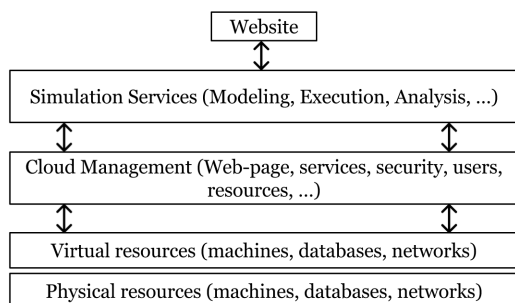 Website
Simulation Services (Modeling, Execution, Analysis, ...)
Cloud Management (Web-page, services, security, users,
resources, ...)
Virtual resources (machines, databases, networks)
Physical resources (machines, databases, networks)